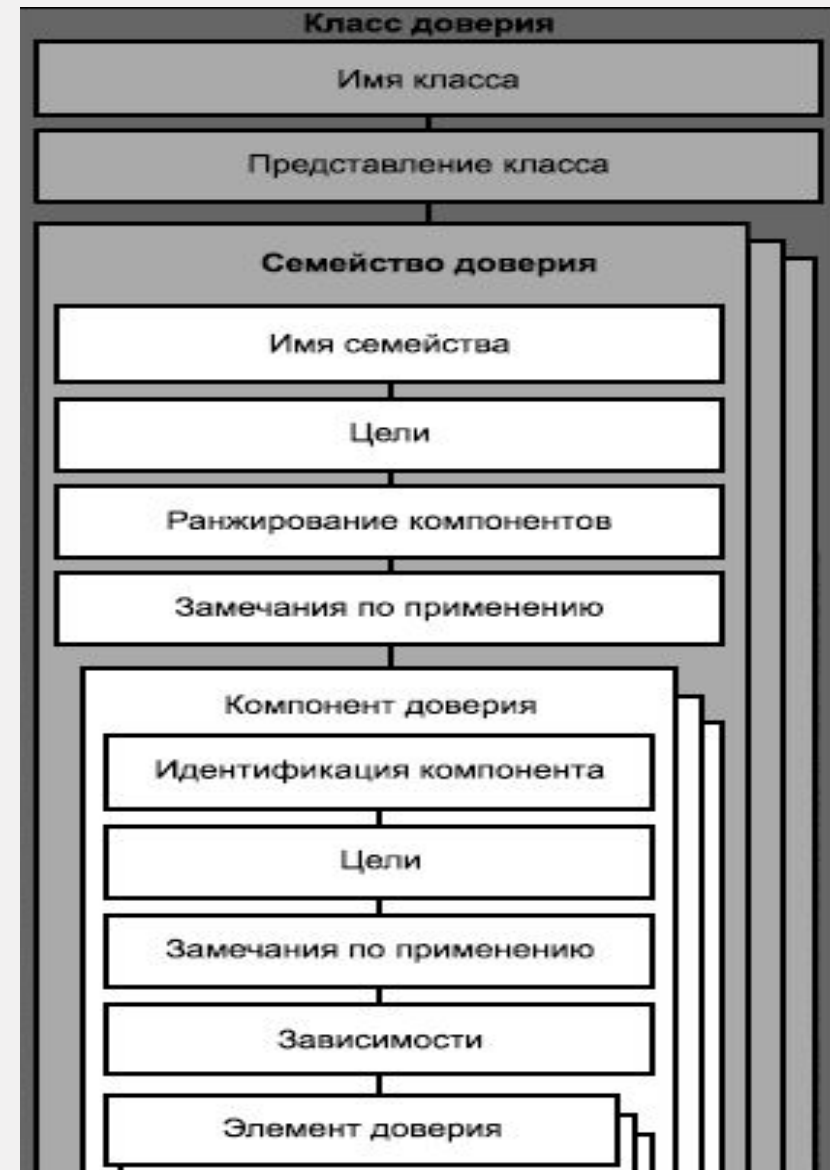 Класс доверия
Имя класса
Представление класса
Семейство доверия
Имя семейства
Цели
Ранжирование компонентов
Замечания по применению
Компонент доверия
Идентификация компонента
Цели
Замечания по применению
Зависимости
Элемент доверия